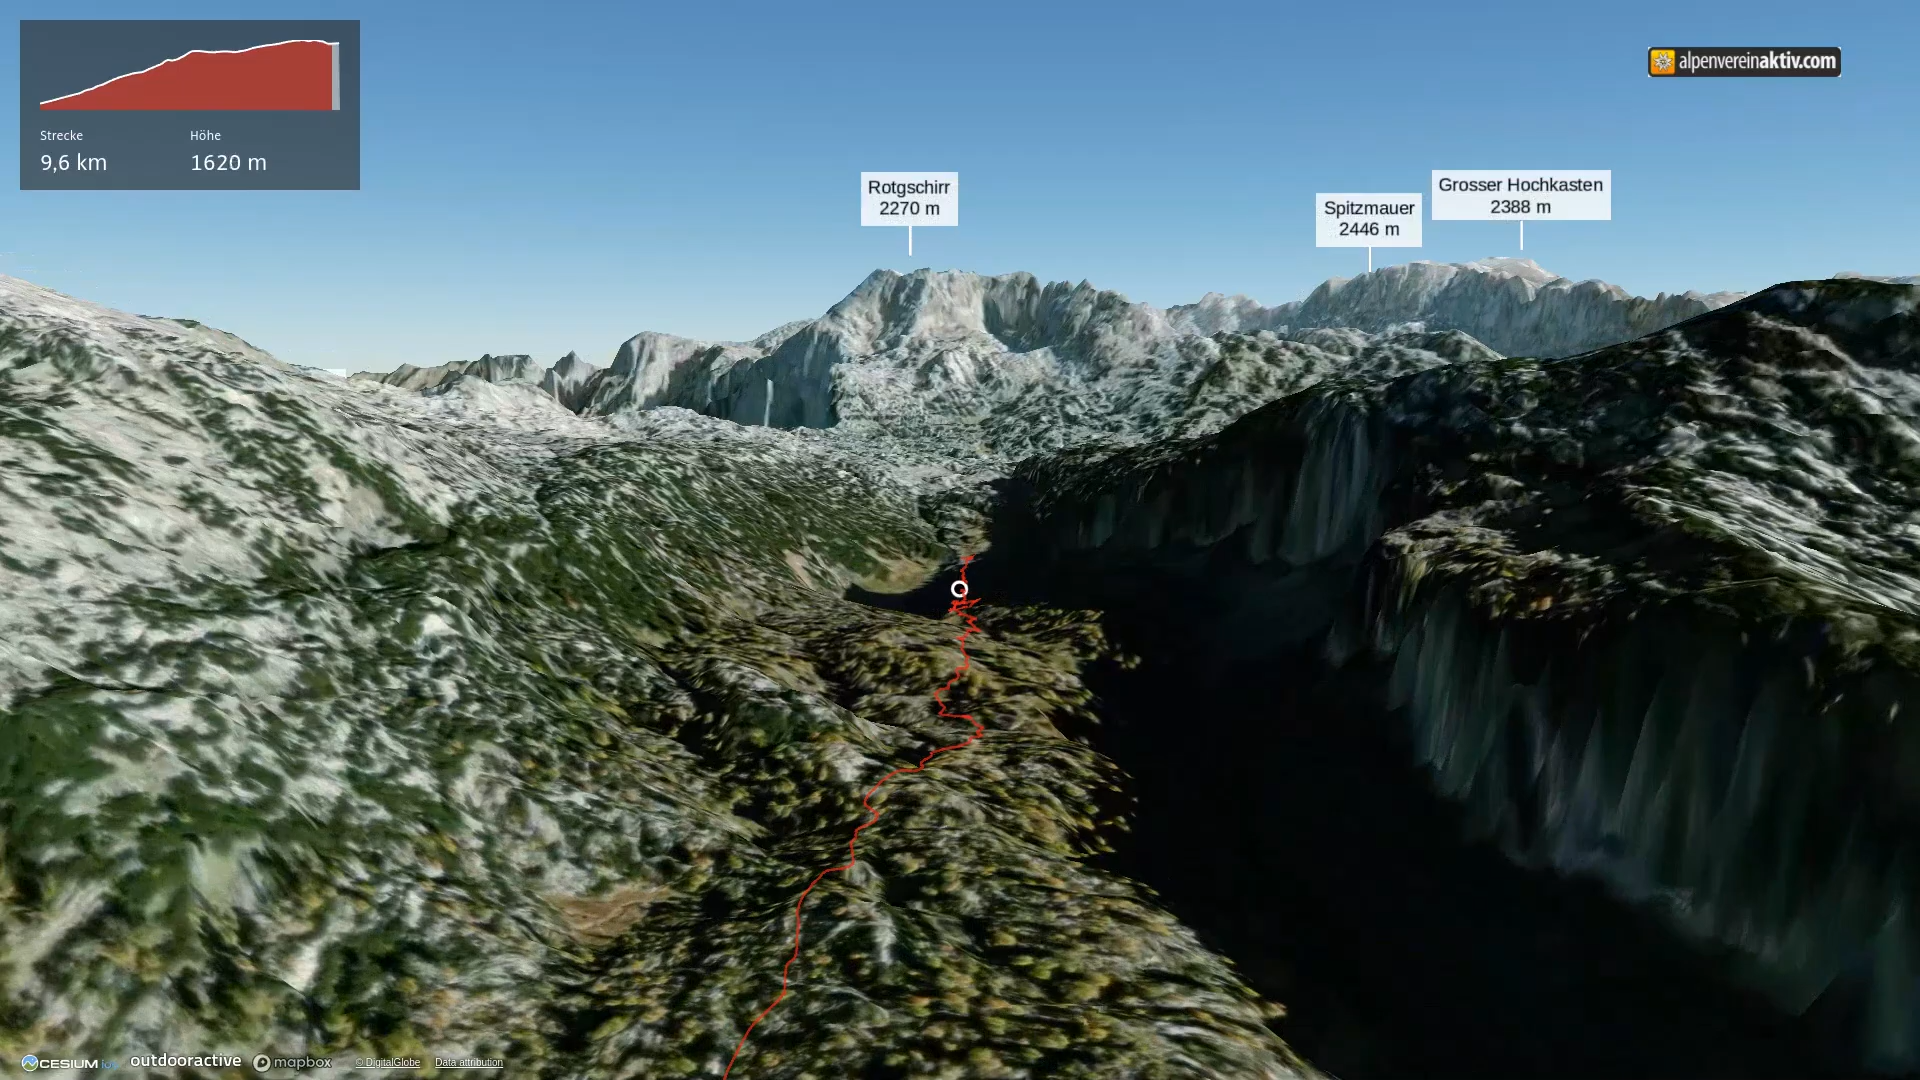 Strecke
Höhe
9,6 km
1620 m
alpenvereinaktiv.com
Rotgschirr
2270 m
Spitzmauer
2446 m
Grosser Hochkasten
2388 m
CESIUM ion
outdooractive
mapbox
© DigitalGlobe
Data attribution